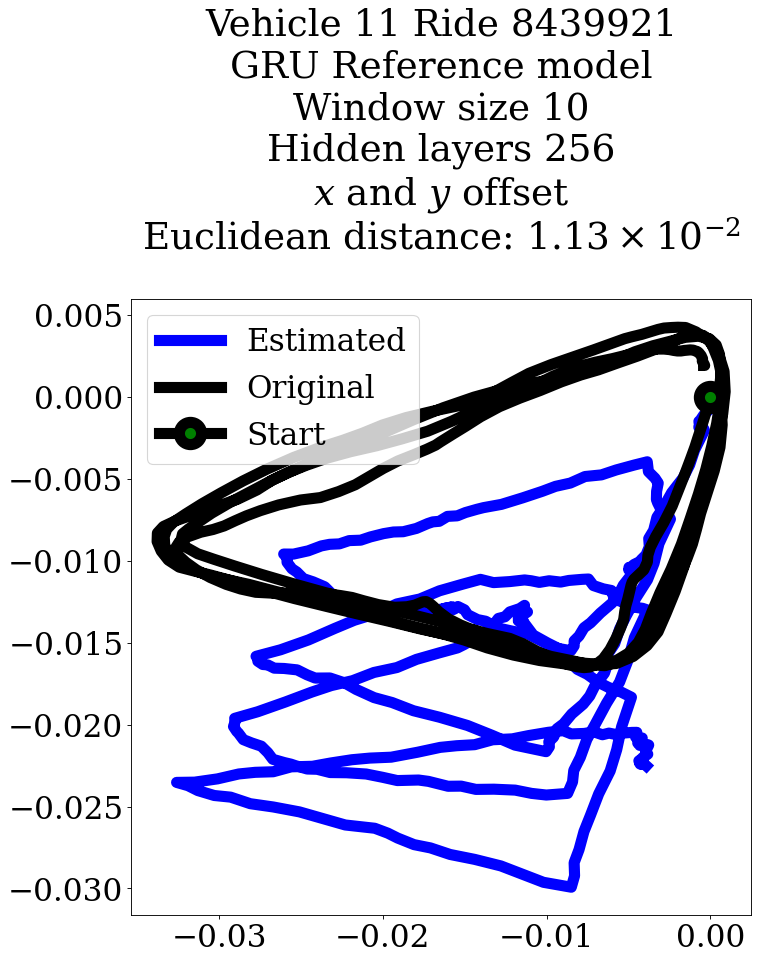 Vehicle 11 Ride 8439921
GRU Reference model
Window size 10
Hidden layers 256
x and y offset
Euclidean distance: 1.13 × 10⁻²
0.005
0.000
−0.005
−0.010
−0.015
−0.020
−0.025
−0.030
Estimated
Original
Start
−0.03 −0.02 −0.01 0.00